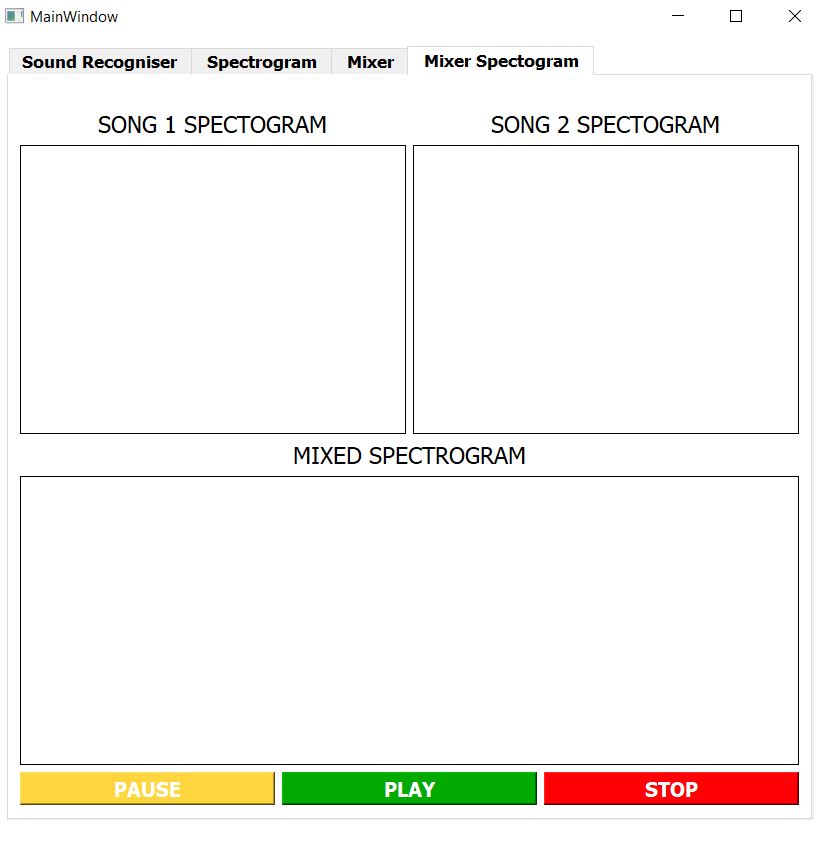 MainWindow
Sound Recogniser Spectrogram Mixer Mixer Spectogram
SONG 1 SPECTOGRAM SONG 2 SPECTOGRAM
MIXED SPECTROGRAM
PAUSE PLAY STOP